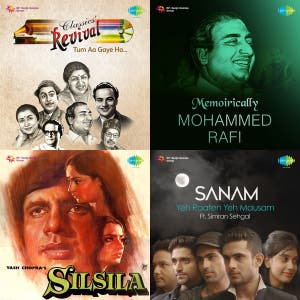 Classics'
Revival
Tum Aa Gaye Ho...
Memoirically
MOHAMMED
RAFI
YASH CHOPRA'S
SILSILA
SANAM
Yeh Raaten Yeh Mausam
Ft. Simran Sehgal